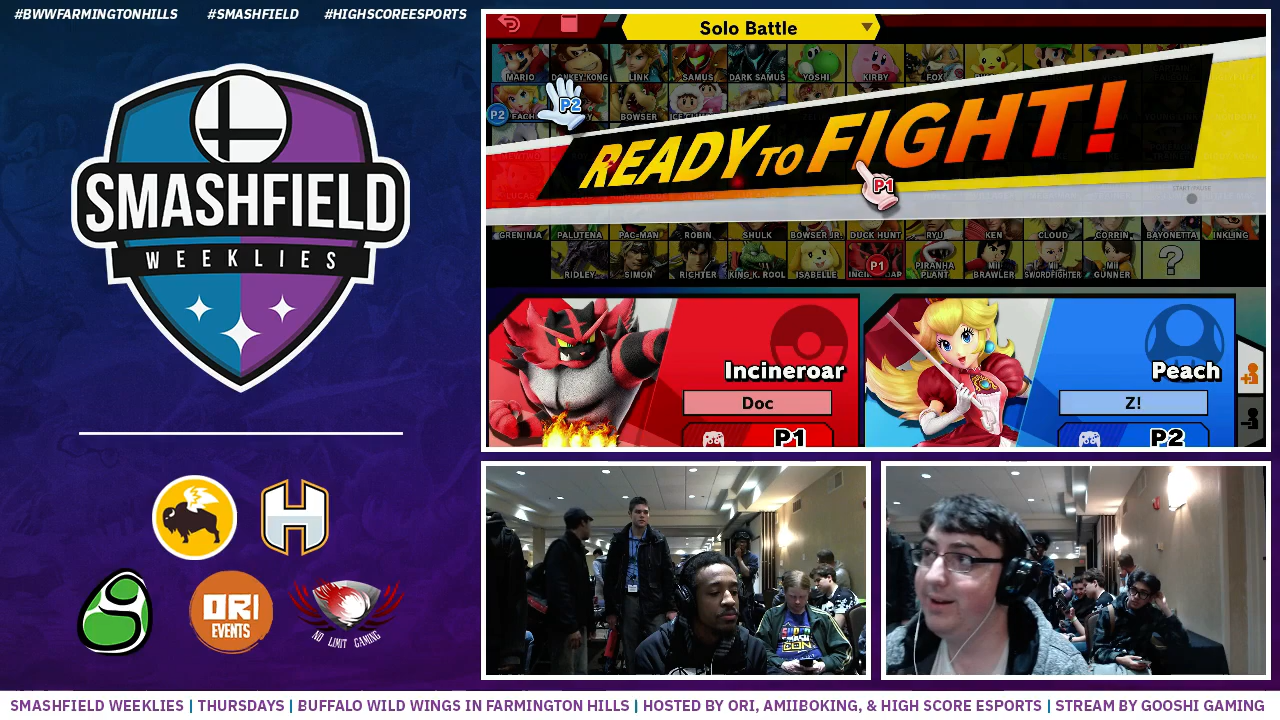 #BWWFARMINGTONHILLS #SMASHFIELD #HIGHSCOREESPORTS
SMASHFIELD
WEEKLIES
ORI
EVENTS
NO LIMIT GAMING
Solo Battle
MARIO DONKEY KONG LINK SAMUS DARK SAMUS YOSHI KIRBY FOX
BOWSER
P2
P2
READY TO FIGHT!
P1
GRENINJA PALUTENA PAC-MAN ROBIN SHULK BOWSER JR. DUCK HUNT RYU KEN CLOUD CORRIN BAYONETTA INKLING
RIDLEY SIMON RICHTER KING K. ROOL ISABELLE PIRANHA PLANT Mii BRAWLER Mii SWORDFIGHTER Mii GUNNER ?
P1
Incineroar
Doc
P1
Peach
Z!
P2
SMASHFIELD WEEKLIES | THURSDAYS | BUFFALO WILD WINGS IN FARMINGTON HILLS | HOSTED BY ORI, AMIIBOKING, & HIGH SCORE ESPORTS | STREAM BY GOOSHI GAMING